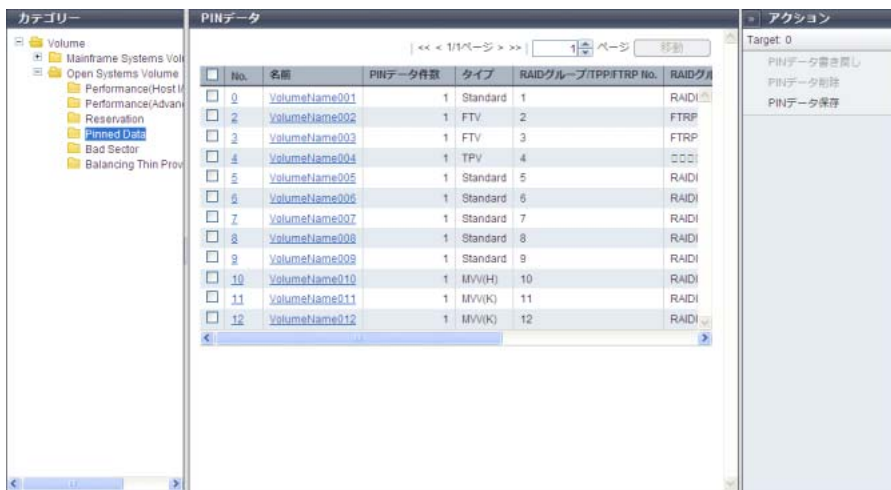 カテゴリー
Volume
Mainframe Systems Vol
Open Systems Volume
Performance(Host I/
Performance(Advan
Reservation
Pinned Data
Bad Sector
Balancing Thin Prov
PINデータ
| << < 1/1ページ > >> | 1 ページ 移動
No. 名前 PINデータ件数 タイプ RAIDグループ/TPP/FTRP No. RAIDグル
0 VolumeName001 1 Standard 1 RAID
2 VolumeName002 1 FTV 2 FTRP
3 VolumeName003 1 FTV 3 FTRP
4 VolumeName004 1 TPV 4
5 VolumeName005 1 Standard 5 RAID
6 VolumeName006 1 Standard 6 RAID
7 VolumeName007 1 Standard 7 RAID
8 VolumeName008 1 Standard 8 RAID
9 VolumeName009 1 Standard 9 RAID
10 VolumeName010 1 MVV(H) 10 RAID
11 VolumeName011 1 MVV(K) 11 RAID
12 VolumeName012 1 MVV(K) 12 RAID
» アクション
Target: 0
PINデータ書き戻し
PINデータ削除
PINデータ保存